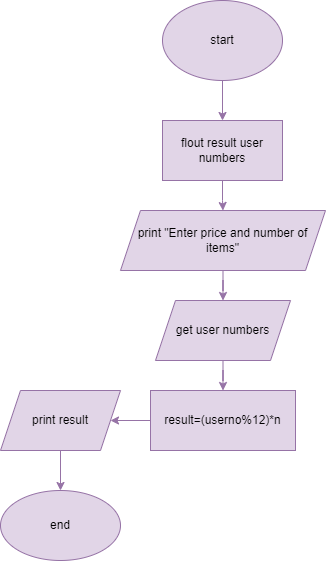 start
flout result user
numbers
print "Enter price and number of
items"
get user numbers
result=(userno%12)*n
print result
end